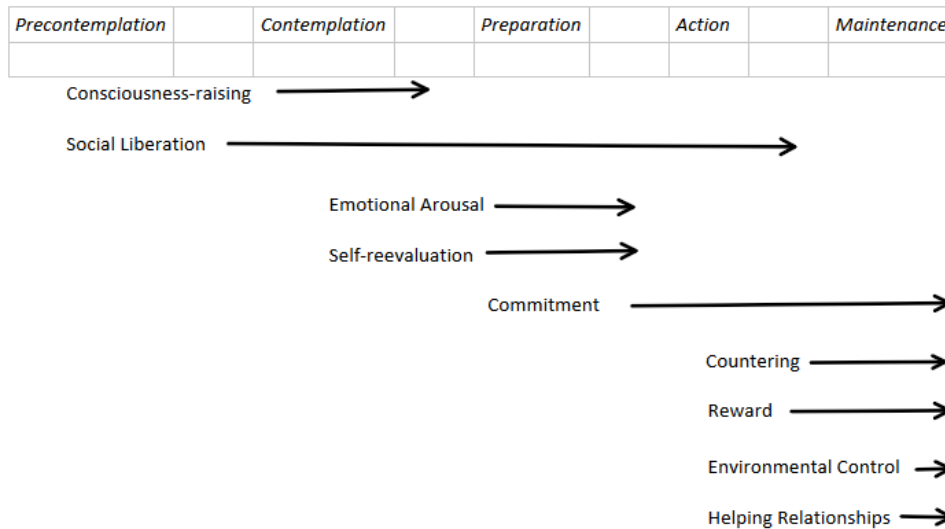 Precontemplation Contemplation Preparation Action Maintenance
Consciousness-raising
Social Liberation
Emotional Arousal
Self-reevaluation
Commitment
Countering
Reward
Environmental Control
Helping Relationships